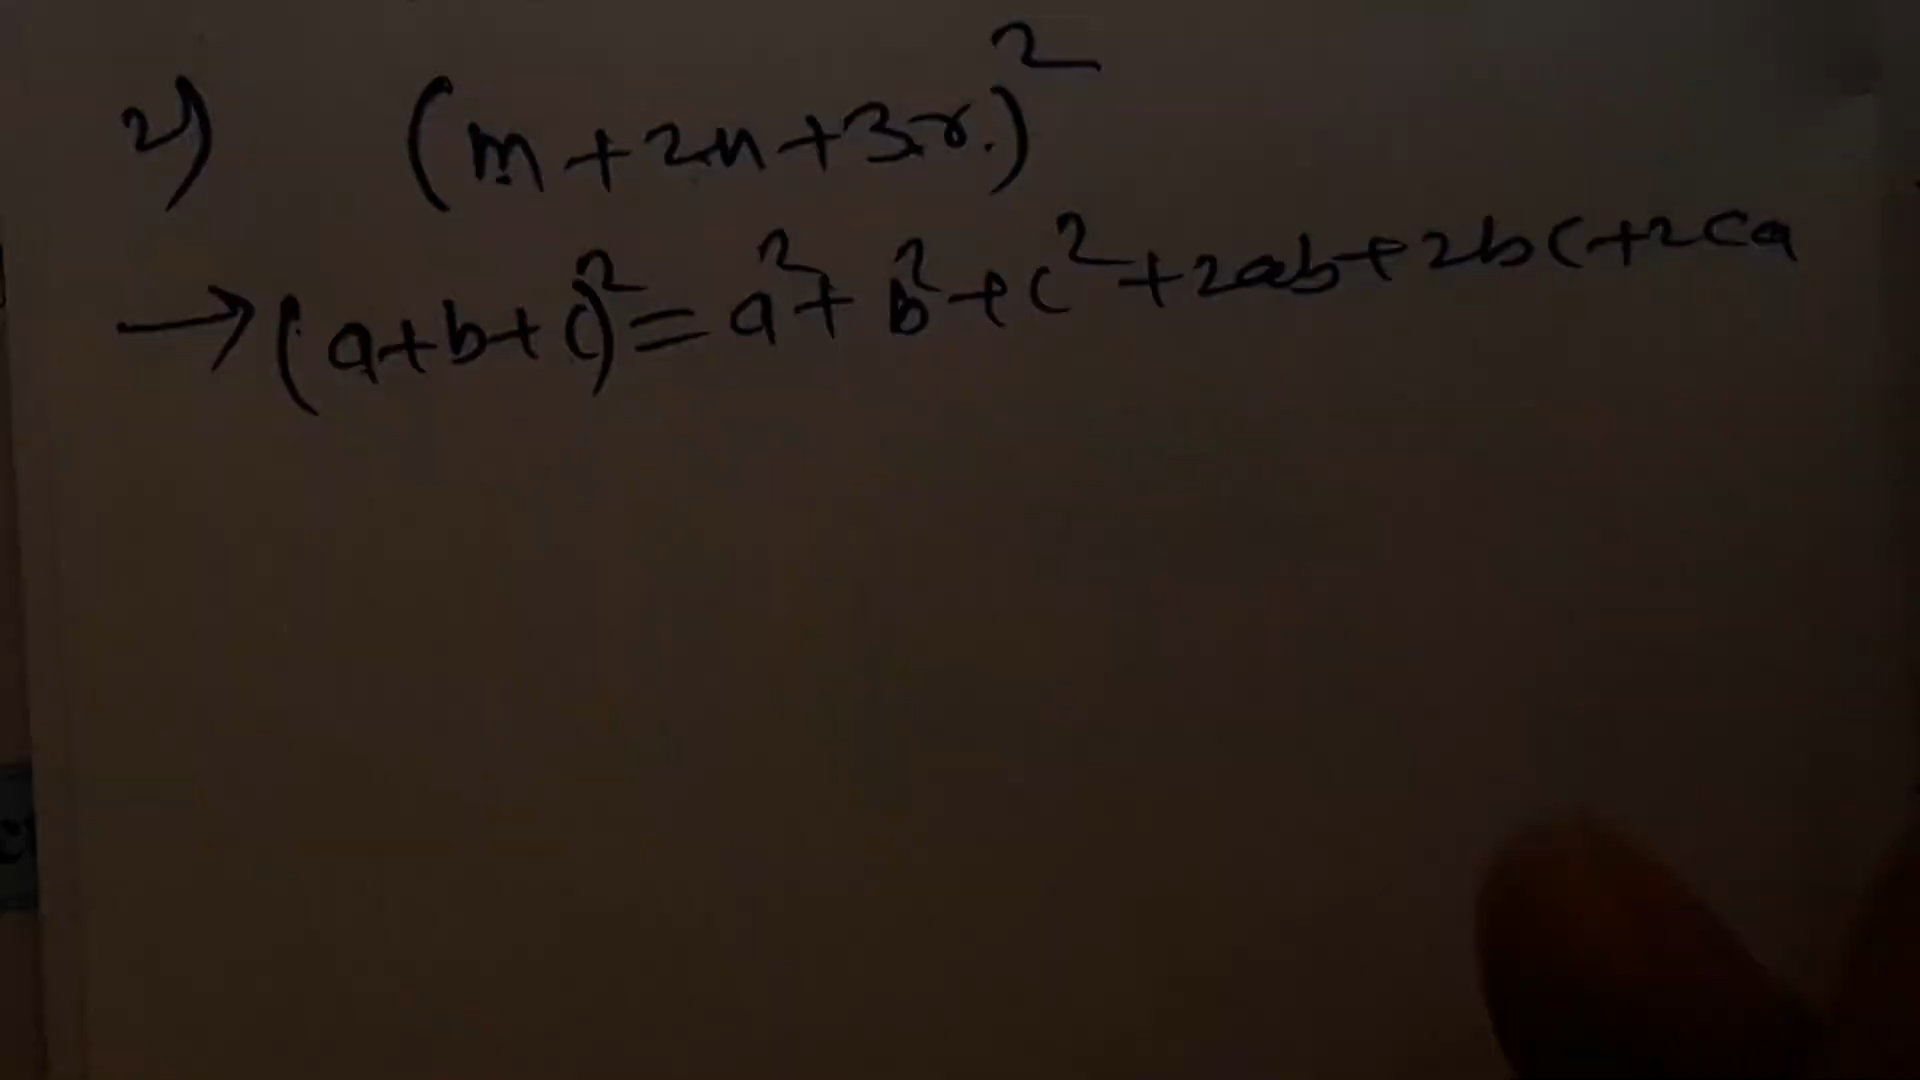 2) (m+2n+3r)²
→(a+b+c)²=a²+b²+c²+2ab+2bc+2ca